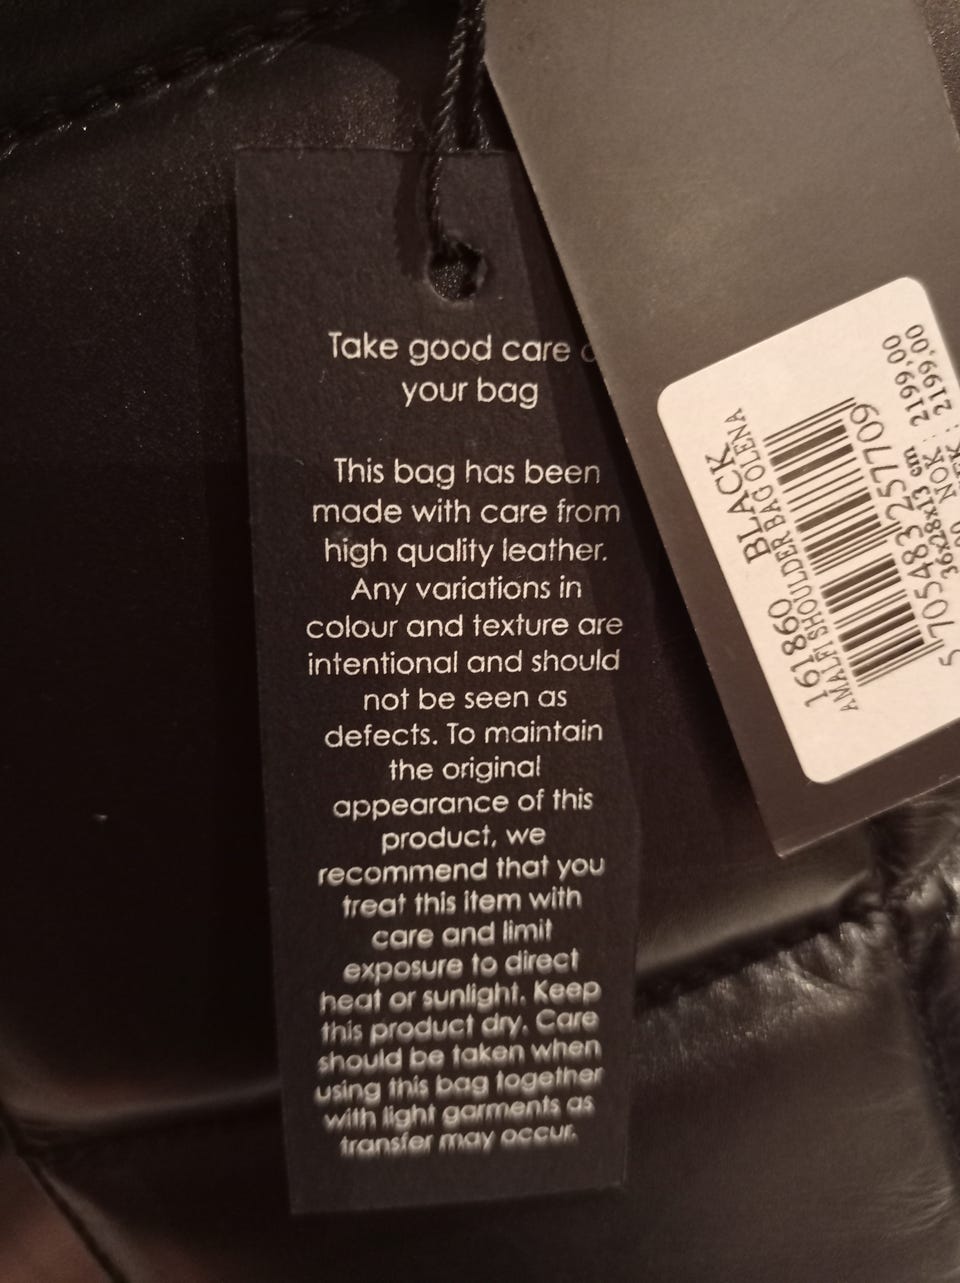 Take good care
your bag
This bag has been
made with care from
high quality leather.
Any variations in
colour and texture are
intentional and should
not be seen as
defects. To maintain
the original
appearance of this
product, we
recommend that you
treat this item with
care and limit
exposure to direct
heat or sunlight. Keep
this product dry. Care
should be taken when
using this bag together
with light garments as
transfer may occur.
161860 BLACK
AMALFI SHOULDER BAG OLENA
5 705483 257709
36x28x13 cm
NOK : 2199,00
: 2199,00